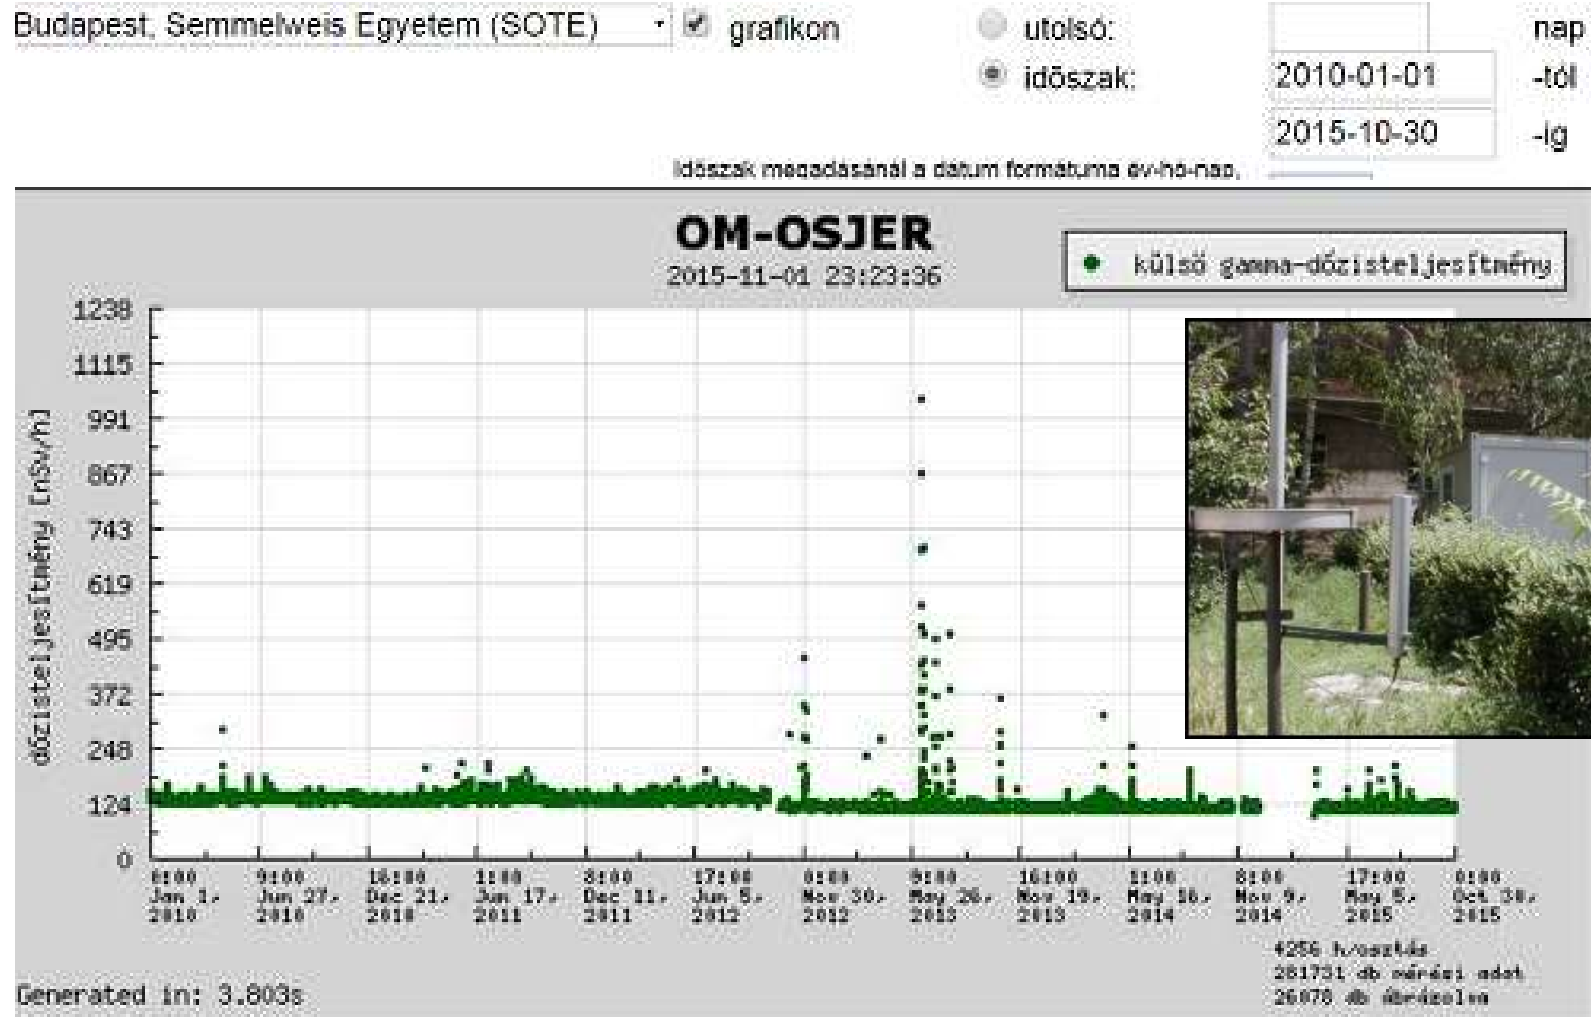 Budapest, Semmelweis Egyetem (SOTE) grafikon utolsó: nap
időszak: 2010-01-01 -tól
2015-10-30 -ig
Időszak megadásánál a dátum formátuma év-hó-nap.
OM-OSJER
2015-11-01 23:23:36
külső gamma-dózisteljesítmény
dózisteljesítmény [nSv/h]
1238
1115
991
867
743
619
495
372
248
124
0
9:00 16:00 1:00 8:00 17:00 0:00 9:00 16:00 1:00 8:00 17:00 0:00
Jan 1, Jun 27, Dec 21, Jun 17, Dec 11, Jun 5, Nov 30, May 26, Nov 19, May 16, Nov 9, May 5, Oct 30,
2010 2010 2010 2011 2011 2012 2012 2013 2013 2014 2014 2015 2015
4256 h/osztás
281731 db mérési adat
26878 db ábrázolva
Generated in: 3.803s